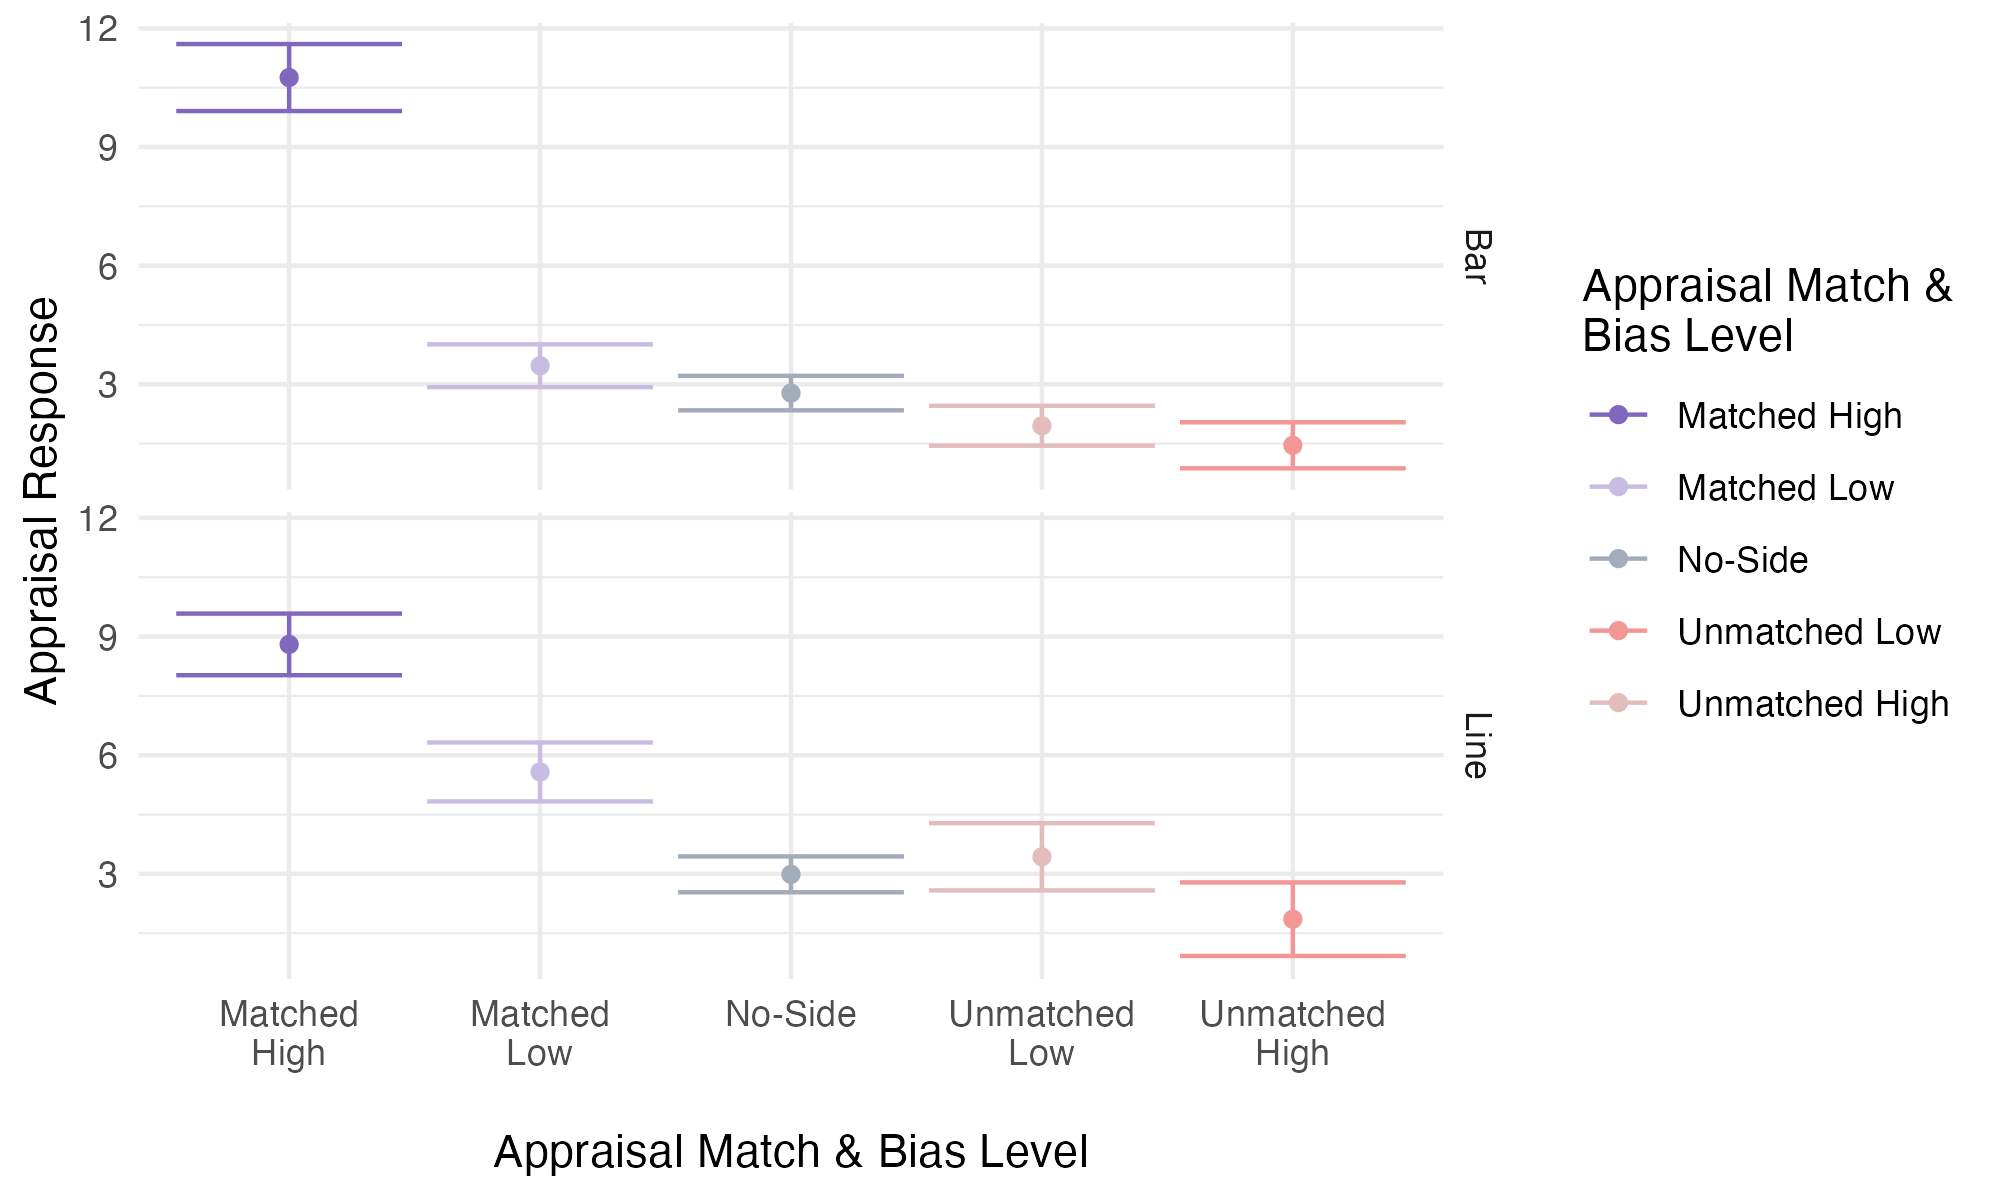 Appraisal Response
12
9
6
3
Bar
12
9
6
3
Line
Matched
High
Matched
Low
No-Side
Unmatched
Low
Unmatched
High
Appraisal Match & Bias Level
Appraisal Match &
Bias Level
Matched High
Matched Low
No-Side
Unmatched Low
Unmatched High